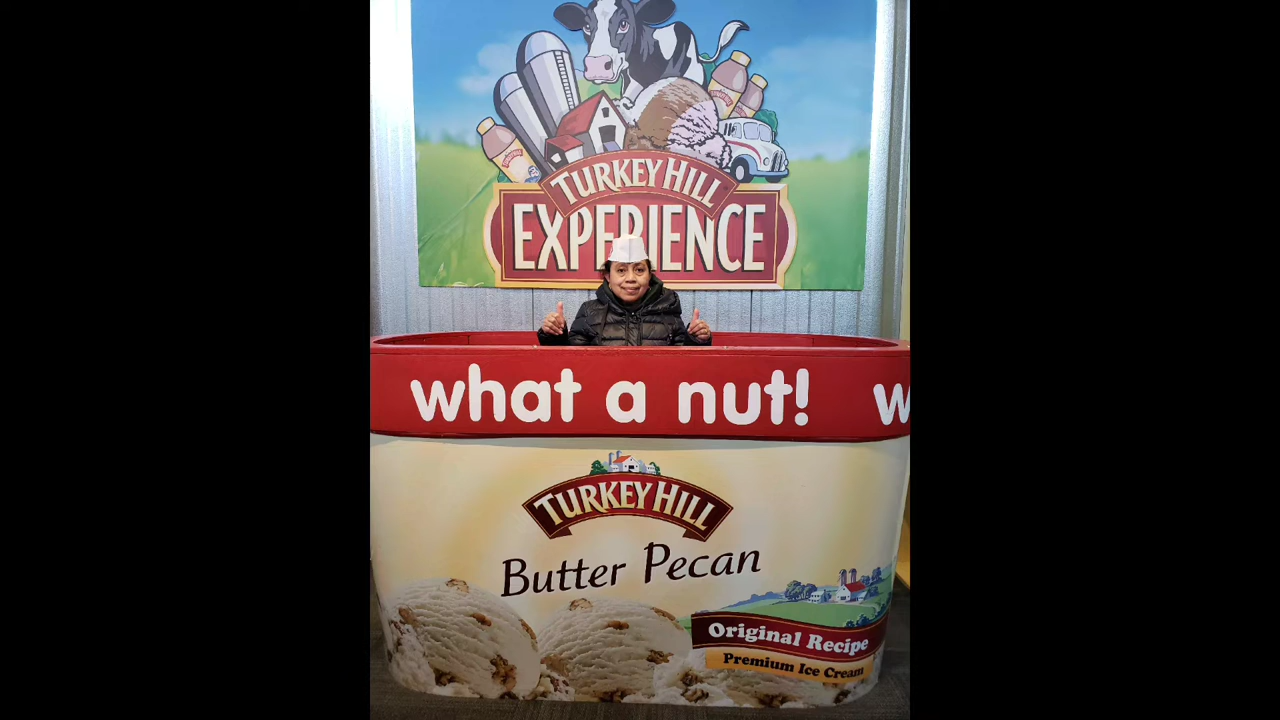 TURKEY HILL
EXPERIENCE
what a nut! w
TURKEY HILL
Butter Pecan
Original Recipe
Premium Ice Cream